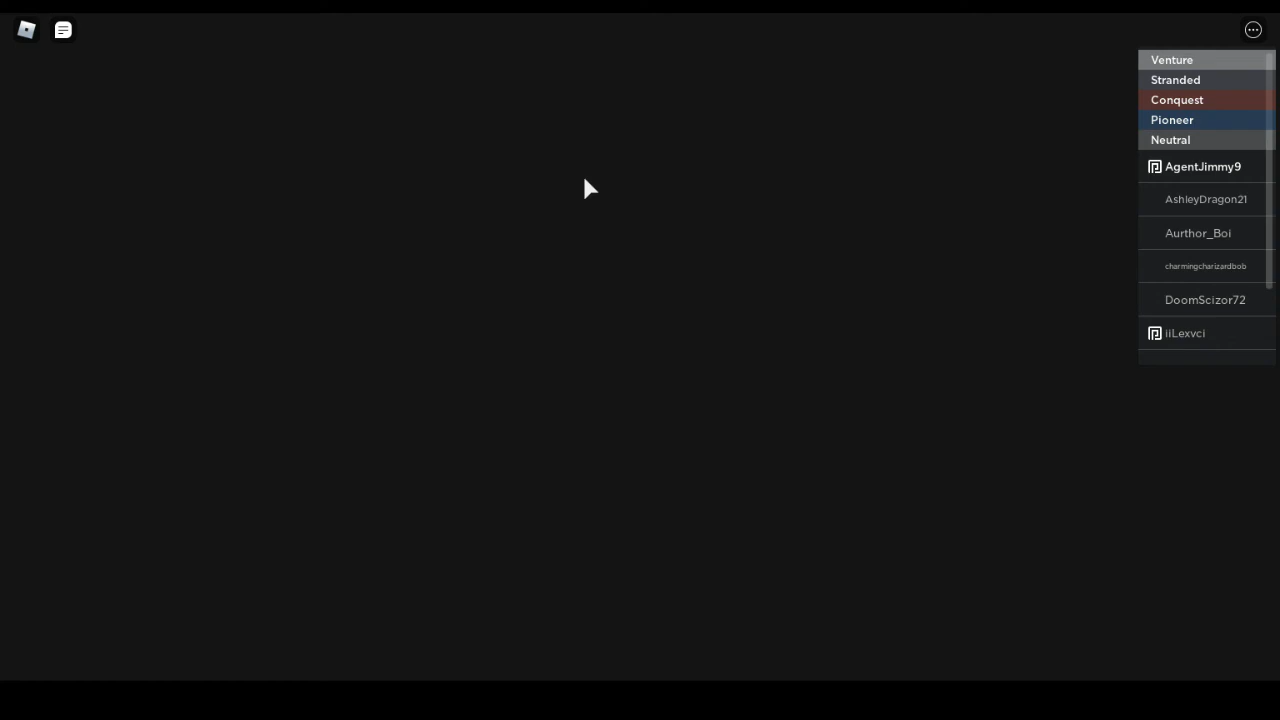 Venture
Stranded
Conquest
Pioneer
Neutral
AgentJimmy9
AshleyDragon21
Aurthor_Boi
charmingcharizardbob
DoomScizor72
iiLexvci